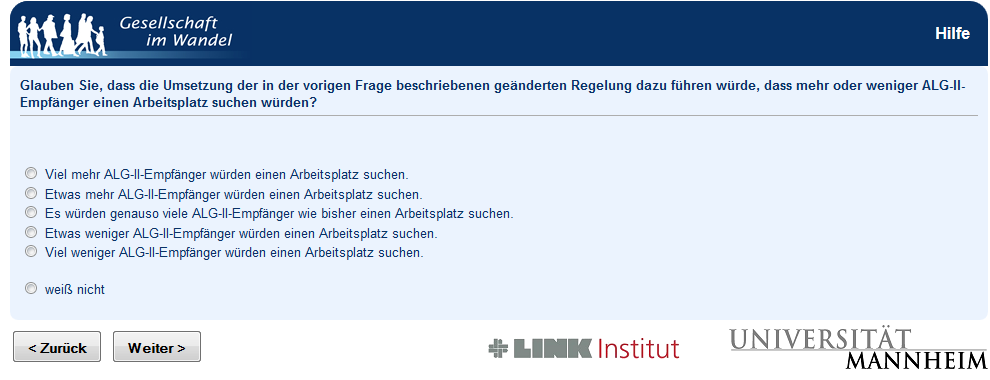 Gesellschaft
im Wandel
Hilfe
Glauben Sie, dass die Umsetzung der in der vorigen Frage beschriebenen geänderten Regelung dazu führen würde, dass mehr oder weniger ALG-II-
Empfänger einen Arbeitsplatz suchen würden?
Viel mehr ALG-II-Empfänger würden einen Arbeitsplatz suchen.
Etwas mehr ALG-II-Empfänger würden einen Arbeitsplatz suchen.
Es würden genauso viele ALG-II-Empfänger wie bisher einen Arbeitsplatz suchen.
Etwas weniger ALG-II-Empfänger würden einen Arbeitsplatz suchen.
Viel weniger ALG-II-Empfänger würden einen Arbeitsplatz suchen.
weiß nicht
< Zurück
Weiter >
LINK Institut
UNIVERSITÄT
MANNHEIM